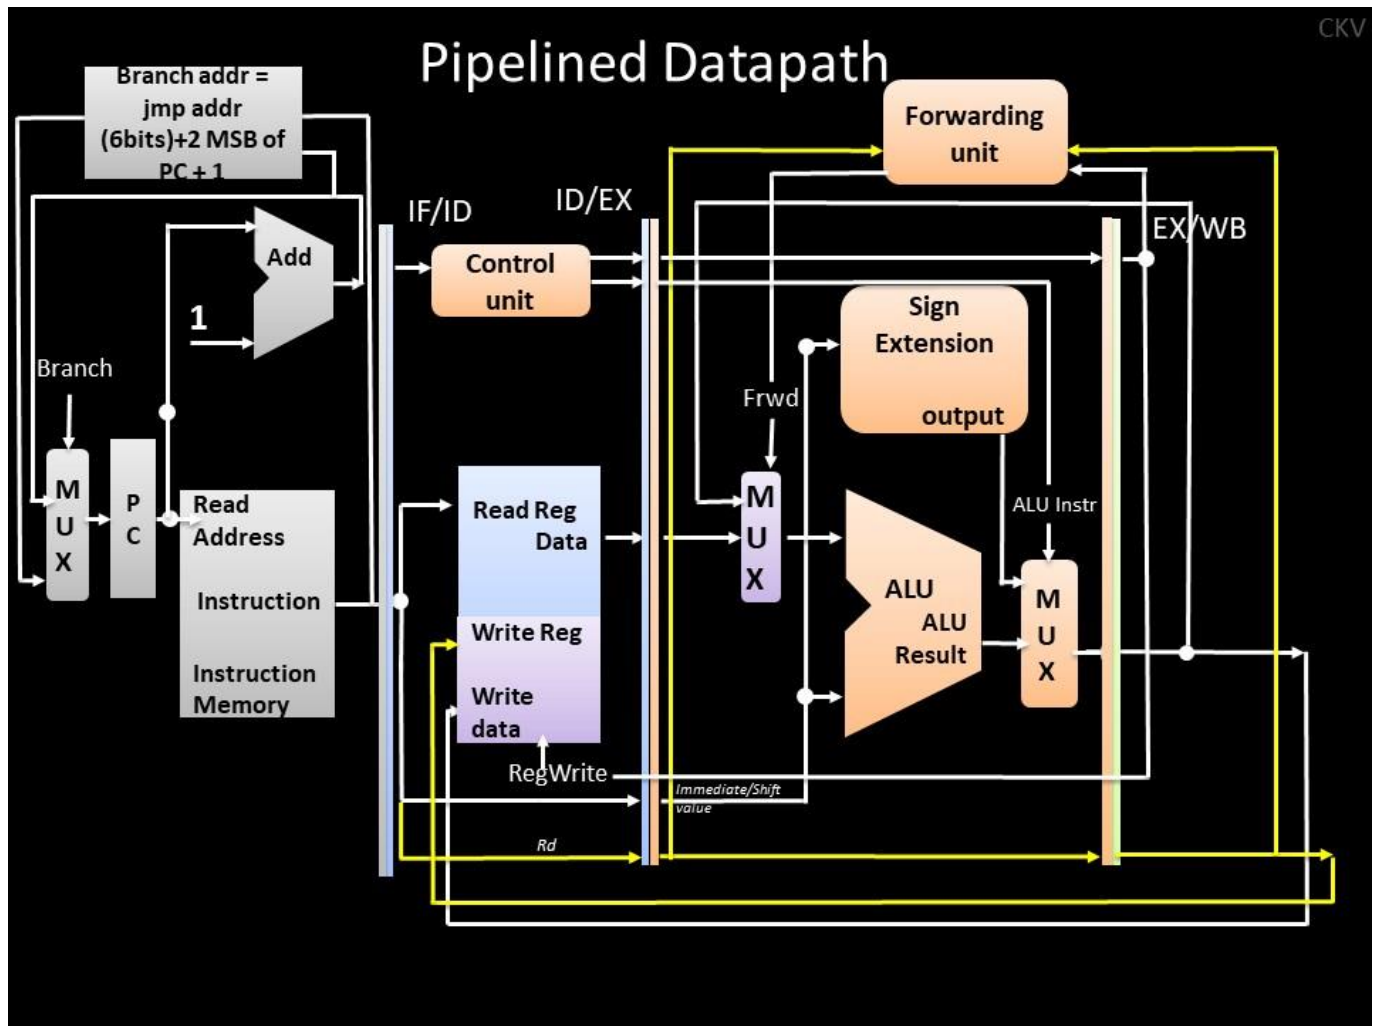 CKV
Pipelined Datapath
Branch addr =
jmp addr
(6bits)+2 MSB of
PC + 1
Forwarding
unit
IF/ID
ID/EX
EX/WB
Add
1
Control
unit
Sign
Extension
output
Branch
Frwd
M
U
X
P
C
Read
Address
Instruction
Instruction
Memory
Read Reg
Data
Write Reg
Write
data
RegWrite
M
U
X
ALU
ALU
Result
ALU Instr
M
U
X
Immediate/Shift
value
Rd